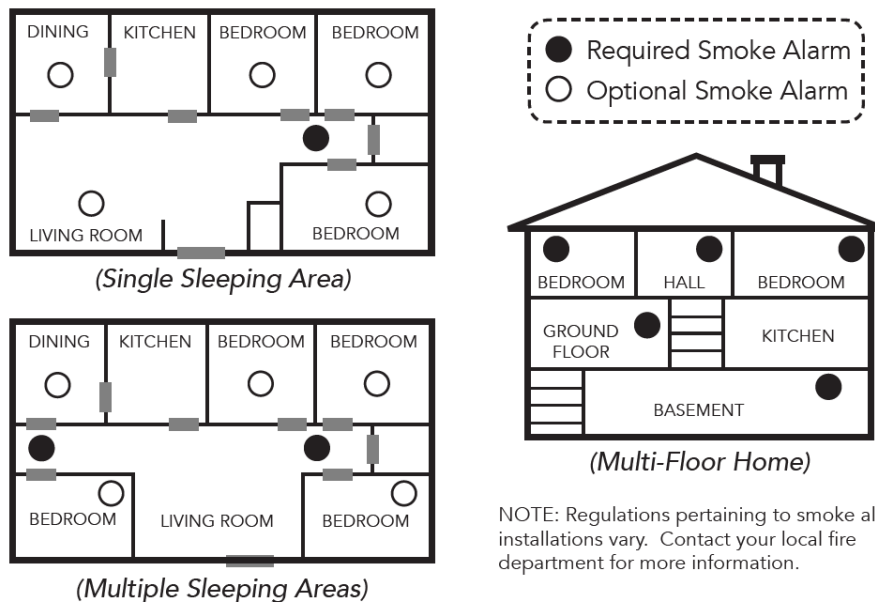 DINING KITCHEN BEDROOM BEDROOM
LIVING ROOM BEDROOM
(Single Sleeping Area)
DINING KITCHEN BEDROOM BEDROOM
BEDROOM LIVING ROOM BEDROOM
(Multiple Sleeping Areas)
Required Smoke Alarm
Optional Smoke Alarm
BEDROOM HALL BEDROOM
GROUND
FLOOR
KITCHEN
BASEMENT
(Multi-Floor Home)
NOTE: Regulations pertaining to smoke al
installations vary. Contact your local fire
department for more information.